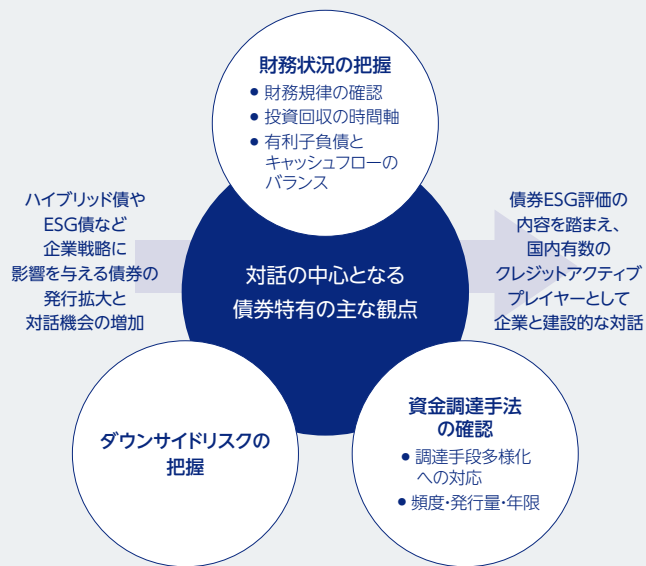 財務状況の把握
● 財務規律の確認
● 投資回収の時間軸
● 有利子負債と
キャッシュフローの
バランス
ハイブリッド債や
ESG債など
企業戦略に
影響を与える債券の
発行拡大と
対話機会の増加
対話の中心となる
債券特有の主な観点
債券ESG評価の
内容を踏まえ、
国内有数の
クレジットアクティブ
プレイヤーとして
企業と建設的な対話
ダウンサイドリスクの
把握
資金調達手法
の確認
● 調達手段多様化
への対応
● 頻度・発行量・年限